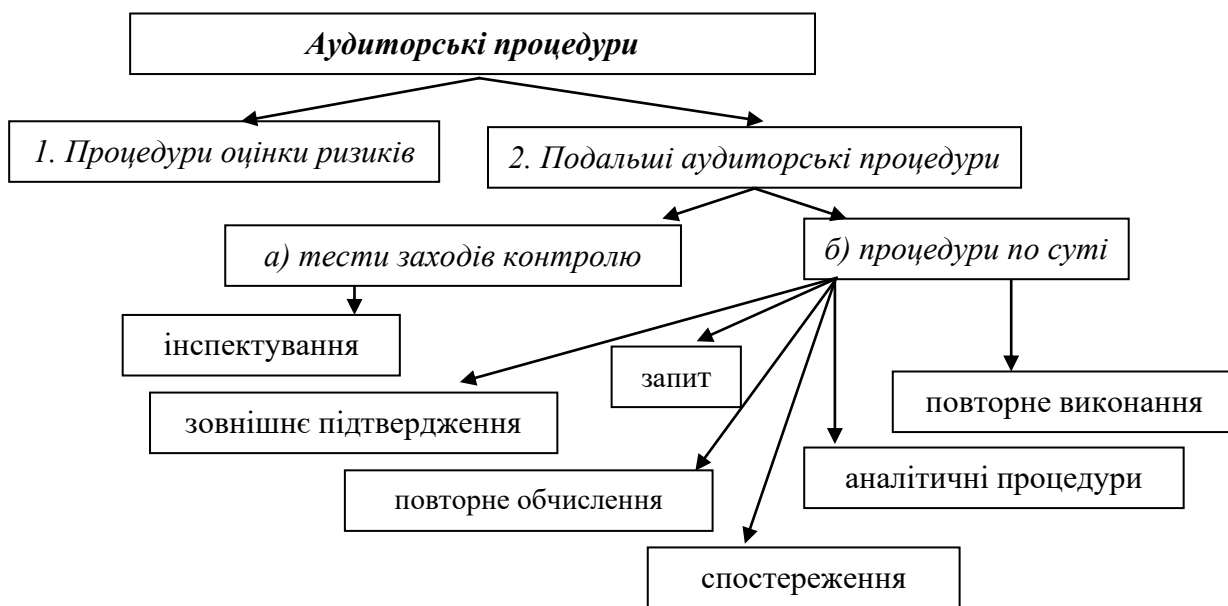 Аудиторські процедури
1. Процедури оцінки ризиків
2. Подальші аудиторські процедури
а) тести заходів контролю
б) процедури по суті
інспектування
запит
зовнішнє підтвердження
повторне виконання
аналітичні процедури
повторне обчислення
спостереження